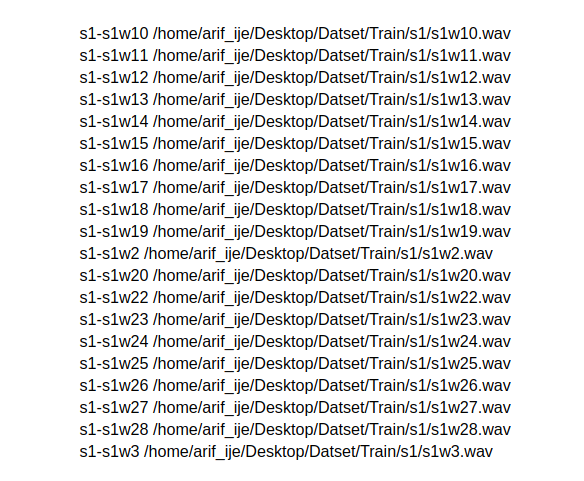 s1-s1w10 /home/arif_ije/Desktop/Datset/Train/s1/s1w10.wav
s1-s1w11 /home/arif_ije/Desktop/Datset/Train/s1/s1w11.wav
s1-s1w12 /home/arif_ije/Desktop/Datset/Train/s1/s1w12.wav
s1-s1w13 /home/arif_ije/Desktop/Datset/Train/s1/s1w13.wav
s1-s1w14 /home/arif_ije/Desktop/Datset/Train/s1/s1w14.wav
s1-s1w15 /home/arif_ije/Desktop/Datset/Train/s1/s1w15.wav
s1-s1w16 /home/arif_ije/Desktop/Datset/Train/s1/s1w16.wav
s1-s1w17 /home/arif_ije/Desktop/Datset/Train/s1/s1w17.wav
s1-s1w18 /home/arif_ije/Desktop/Datset/Train/s1/s1w18.wav
s1-s1w19 /home/arif_ije/Desktop/Datset/Train/s1/s1w19.wav
s1-s1w2 /home/arif_ije/Desktop/Datset/Train/s1/s1w2.wav
s1-s1w20 /home/arif_ije/Desktop/Datset/Train/s1/s1w20.wav
s1-s1w22 /home/arif_ije/Desktop/Datset/Train/s1/s1w22.wav
s1-s1w23 /home/arif_ije/Desktop/Datset/Train/s1/s1w23.wav
s1-s1w24 /home/arif_ije/Desktop/Datset/Train/s1/s1w24.wav
s1-s1w25 /home/arif_ije/Desktop/Datset/Train/s1/s1w25.wav
s1-s1w26 /home/arif_ije/Desktop/Datset/Train/s1/s1w26.wav
s1-s1w27 /home/arif_ije/Desktop/Datset/Train/s1/s1w27.wav
s1-s1w28 /home/arif_ije/Desktop/Datset/Train/s1/s1w28.wav
s1-s1w3 /home/arif_ije/Desktop/Datset/Train/s1/s1w3.wav